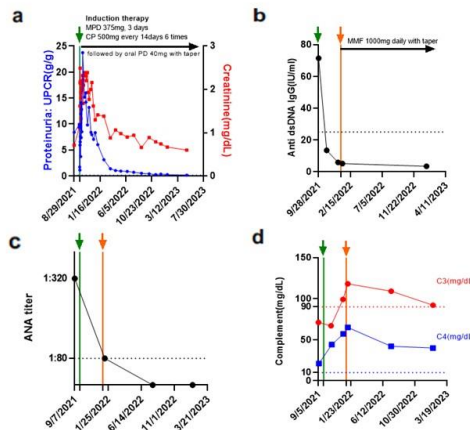 a
Induction therapy
MPD 375mg, 3 days
CP 500mg every 14days 6 times
followed by oral PD 40mg with taper
Proteinuria: UPCR(g/g)
25
20
15
10
5
0
Creatinine(mg/dL)
3
2
1
0
8/29/2021
1/16/2022
6/5/2022
10/23/2022
3/12/2023
7/30/2023
b
MMF 1000mg daily with taper
Anti dsDNA IgG(IU/ml)
100
80
60
40
20
0
9/28/2021
2/15/2022
7/5/2022
11/22/2022
4/11/2023
c
ANA titer
1:320
1:80
9/7/2021
1/25/2022
6/14/2022
11/1/2022
3/21/2023
d
Complement(mg/dL)
150
100
90
50
10
0
C3(mg/dL
C4(mg/dL
9/5/2021
1/23/2022
6/12/2022
10/30/2022
3/19/2023